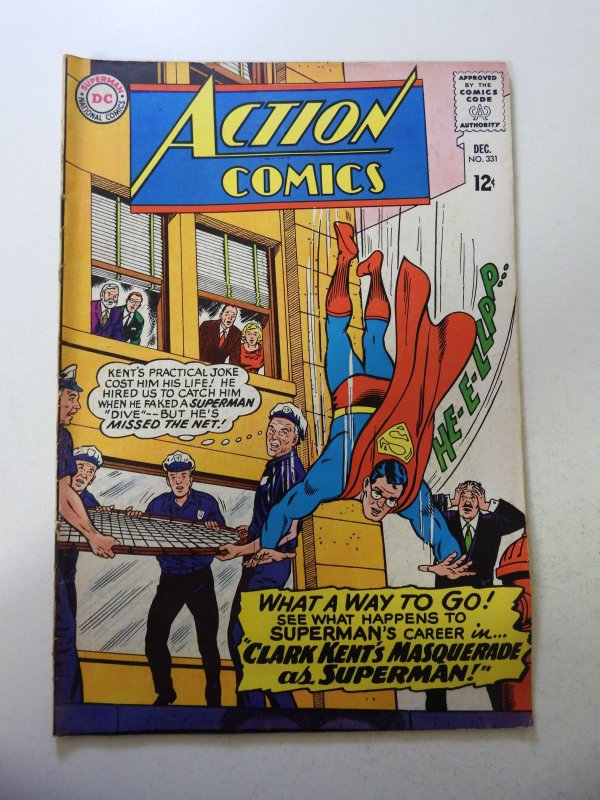 SUPERMAN
DC
NATIONAL COMICS
ACTION
COMICS
APPROVED
BY THE
COMICS
CODE
AUTHORITY
DEC.
NO. 331
12¢
KENT'S PRACTICAL JOKE
COST HIM HIS LIFE! HE
HIRED US TO CATCH HIM
WHEN HE FAKED A SUPERMAN
"DIVE"--BUT HE'S
MISSED THE NET!
HE-E-LLPP..
S
WHAT A WAY TO GO!
SEE WHAT HAPPENS TO
SUPERMAN'S CAREER in...
"CLARK KENT'S MASQUERADE
as SUPERMAN!"